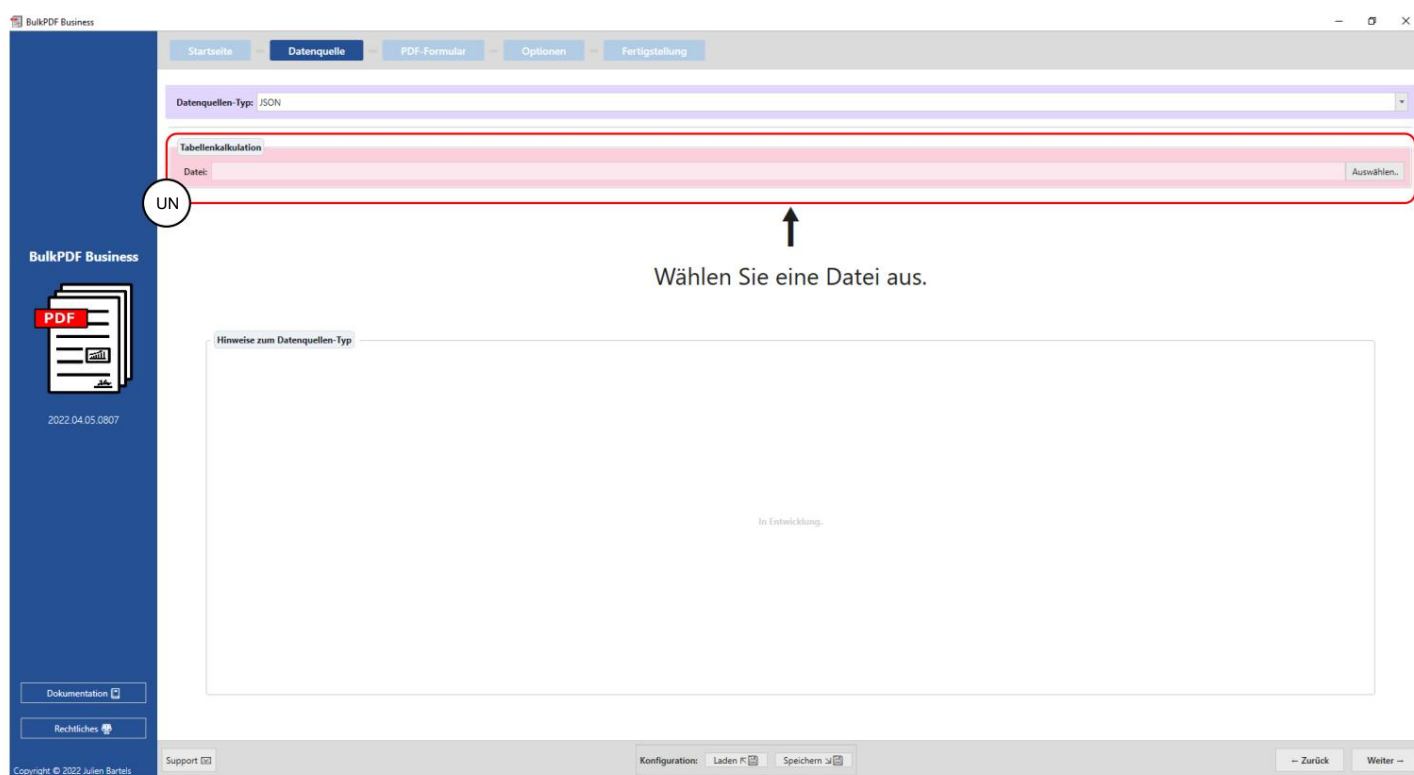 BulkPDF Business
Startseite Datenquelle PDF-Formular Optionen Fertigstellung
Datenquellen-Typ: JSON
Tabellenkalkulation
Datei: Auswählen..
UN
Wählen Sie eine Datei aus.
BulkPDF Business
PDF
2022.04.05.0807
Hinweise zum Datenquellen-Typ
In Entwicklung.
Dokumentation
Rechtliches
Copyright © 2022 Julien Bartels
Support
Konfiguration: Laden Speichern
← Zurück Weiter →